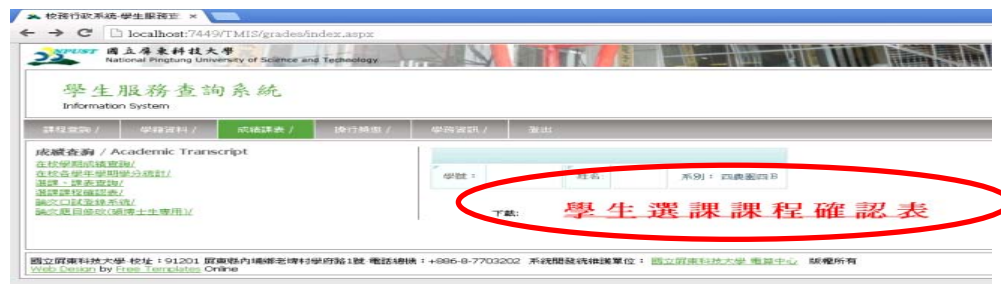 校務行政系統-學生服務查 ×
localhost:7449/TMIS/grades/index.aspx
NPUST 國立屏東科技大學
National Pingtung University of Science and Technology
學生服務查詢系統
Information System
課程查詢 / 學籍資料 / 成績課表 / 操行獎懲 / 學務資訊 / 登出
成績查詢 / Academic Transcript
在校學期成績查詢/
在校各學年學期學分統計/
選課、課表查詢/
選課課程確認表/
論文口試登錄系統/
論文題目修改(碩博士生專用)/
學號： 姓名: 系別： 四農園四B
下載: 學生選課課程確認表
國立屏東科技大學 校址：91201 屏東縣內埔鄉老埤村學府路1號 電話總機：+886-8-7703202 系統開發統維護單位： 國立屏東科技大學 電算中心 版權所有
Web Design by Free Templates Online